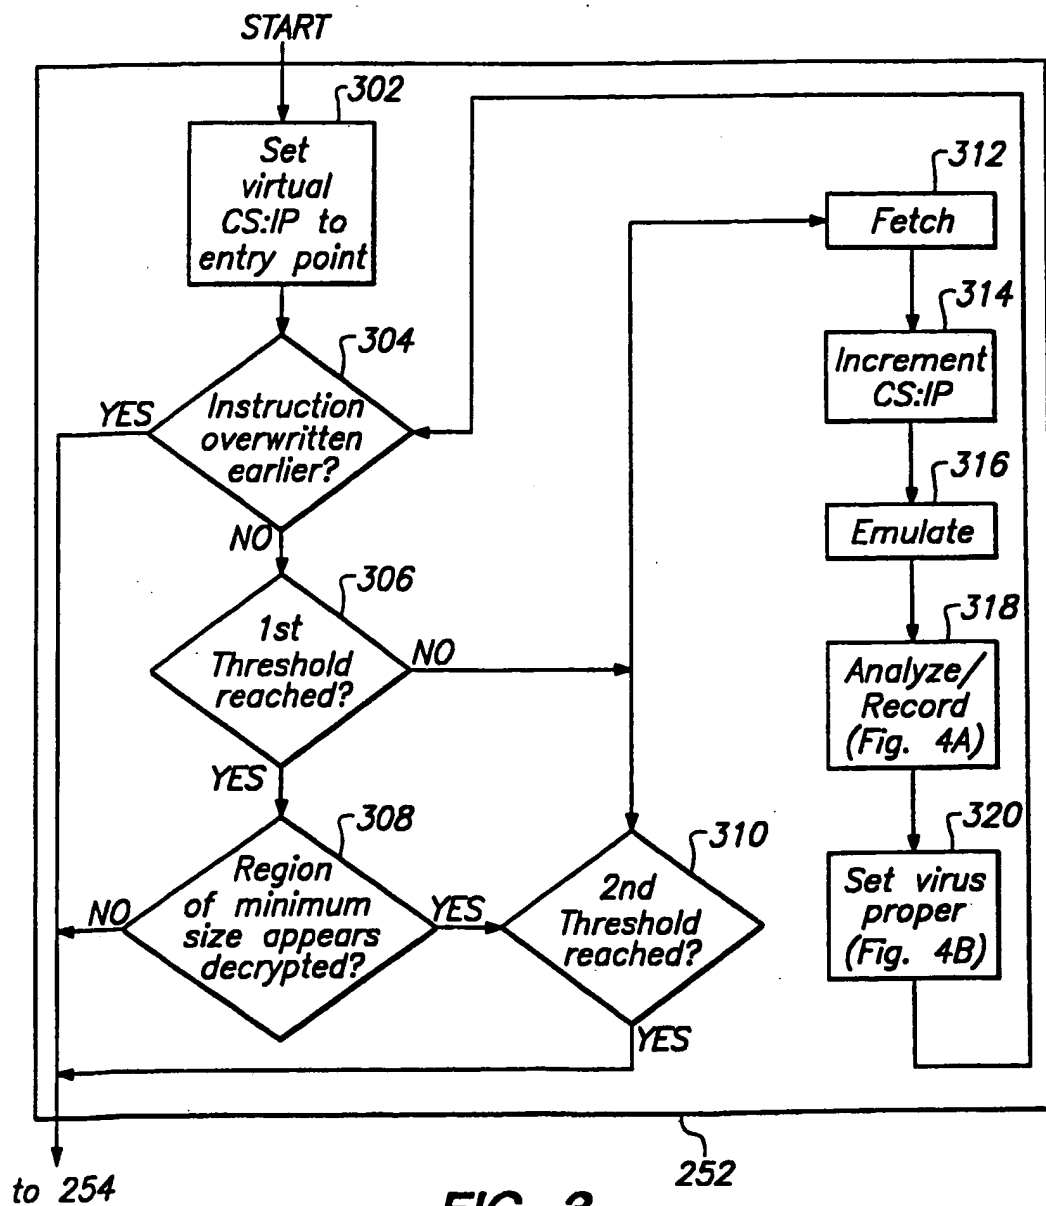 START
302
Set
virtual
CS:IP to
entry point
304
YES
Instruction
overwritten
earlier?
NO
306
1st
Threshold
reached?
NO
YES
308
Region
of minimum
size appears
decrypted?
NO
YES
310
2nd
Threshold
reached?
YES
312
Fetch
314
Increment
CS:IP
316
Emulate
318
Analyze/
Record
(Fig. 4A)
320
Set virus
proper
(Fig. 4B)
252
to 254
FIG. 3